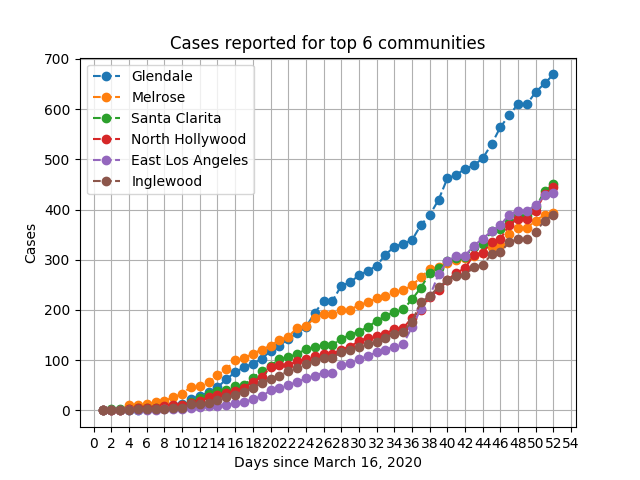 Cases reported for top 6 communities
700
600
500
400
300
200
100
0
Cases
Glendale
Melrose
Santa Clarita
North Hollywood
East Los Angeles
Inglewood
0 2 4 6 8 10 12 14 16 18 20 22 24 26 28 30 32 34 36 38 40 42 44 46 48 50 52 54
Days since March 16, 2020